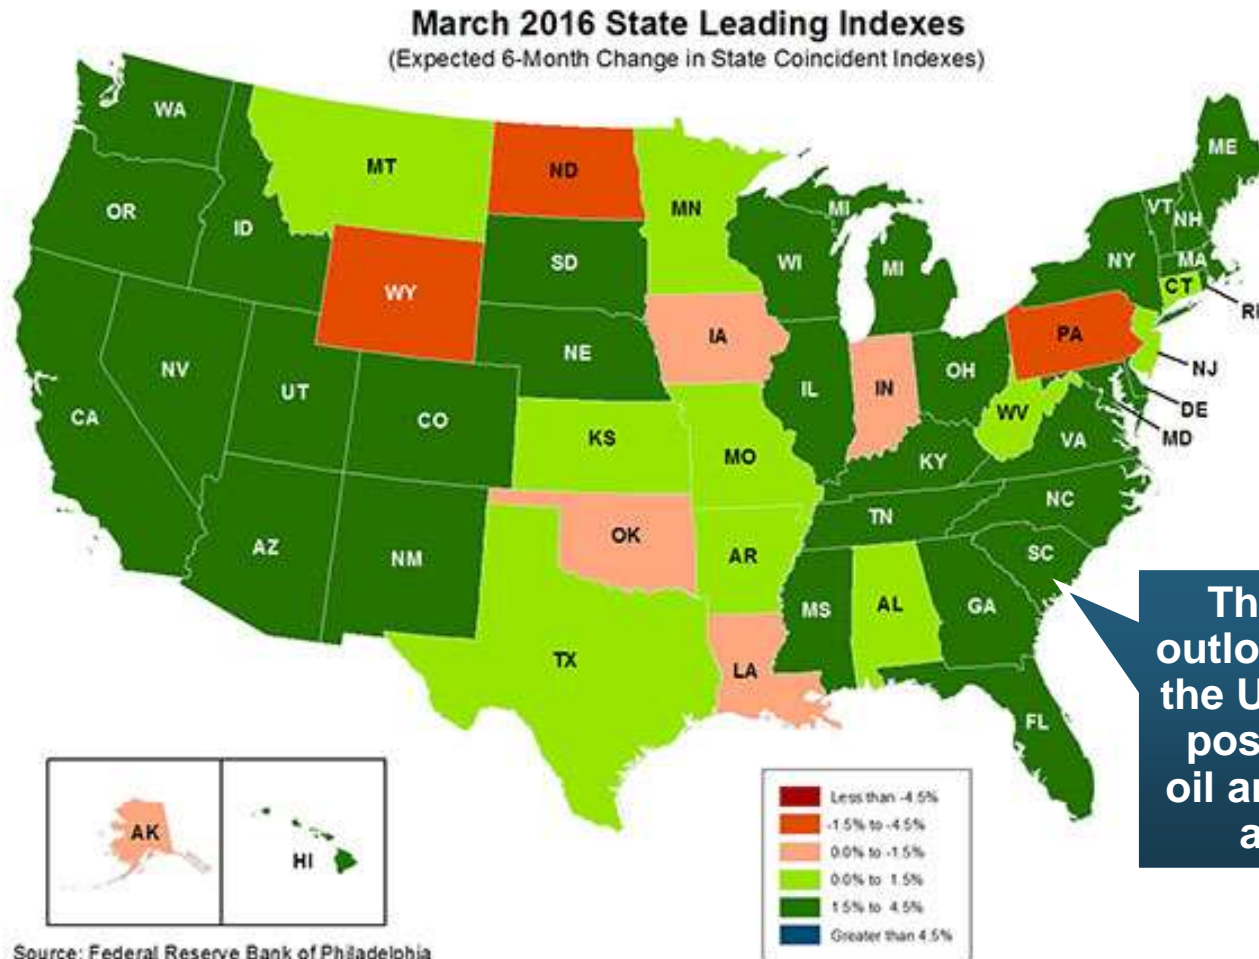 March 2016 State Leading Indexes
(Expected 6-Month Change in State Coincident Indexes)
WA
ME
MT
ND
MN
OR
ID
MI
VT
NH
SD
WI
MI
NY
MA
WY
CT
IA
PA
NE
NV
UT
IL
IN
OH
NJ
CO
CA
WV
DE
KS
VA
MD
MO
KY
NC
TN
AZ
NM
OK
AR
SC
MS
AL
GA
TX
LA
FL
outlo
the U
pos
oil ar
a
AK
HI
Less than -4.5%
-1.5% to -4.5%
0.0% to -1.5%
0.0% to 1.5%
1.5% to 4.5%
Greater than 4.5%
Source: Federal Reserve Bank of Philadelphia